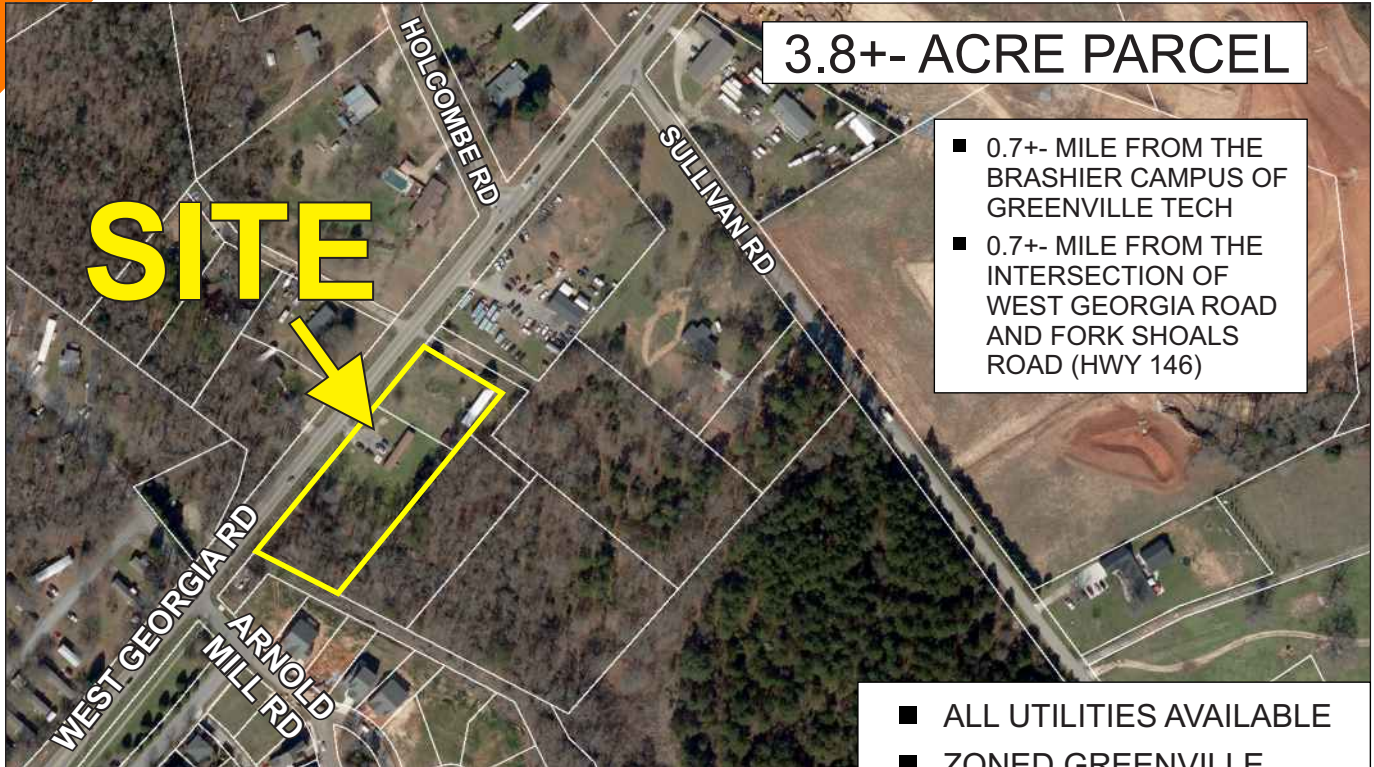 3.8+- ACRE PARCEL
HOLCOMBE RD
SULLIVAN RD
■ 0.7+- MILE FROM THE
BRASHIER CAMPUS OF
GREENVILLE TECH
■ 0.7+- MILE FROM THE
INTERSECTION OF
WEST GEORGIA ROAD
AND FORK SHOALS
ROAD (HWY 146)
SITE
WEST GEORGIA RD
ARNOLD
MILL RD
■ ALL UTILITIES AVAILABLE
■ ZONED GREENVILLE